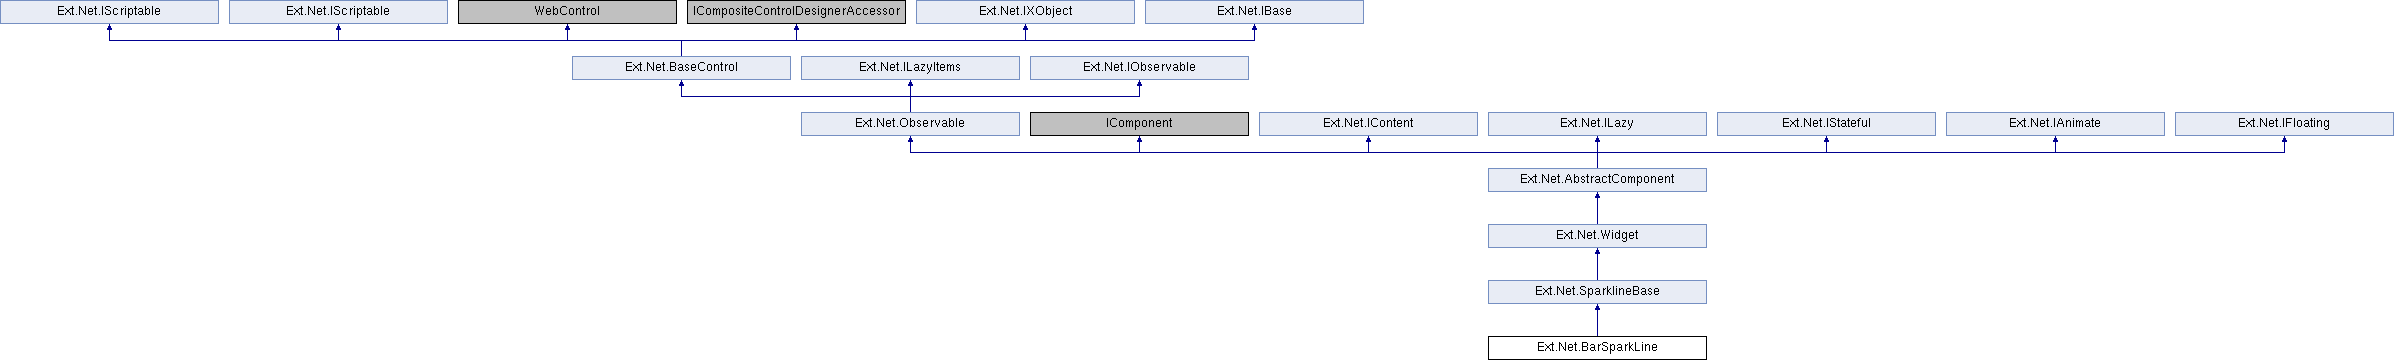 Ext.Net.IScriptable
Ext.Net.IScriptable
WebControl
ICompositeControlDesignerAccessor
Ext.Net.IXObject
Ext.Net.IBase
Ext.Net.BaseControl
Ext.Net.ILazyItems
Ext.Net.IObservable
Ext.Net.Observable
IComponent
Ext.Net.IContent
Ext.Net.ILazy
Ext.Net.IStateful
Ext.Net.IAnimate
Ext.Net.IFloating
Ext.Net.AbstractComponent
Ext.Net.Widget
Ext.Net.SparklineBase
Ext.Net.BarSparkLine